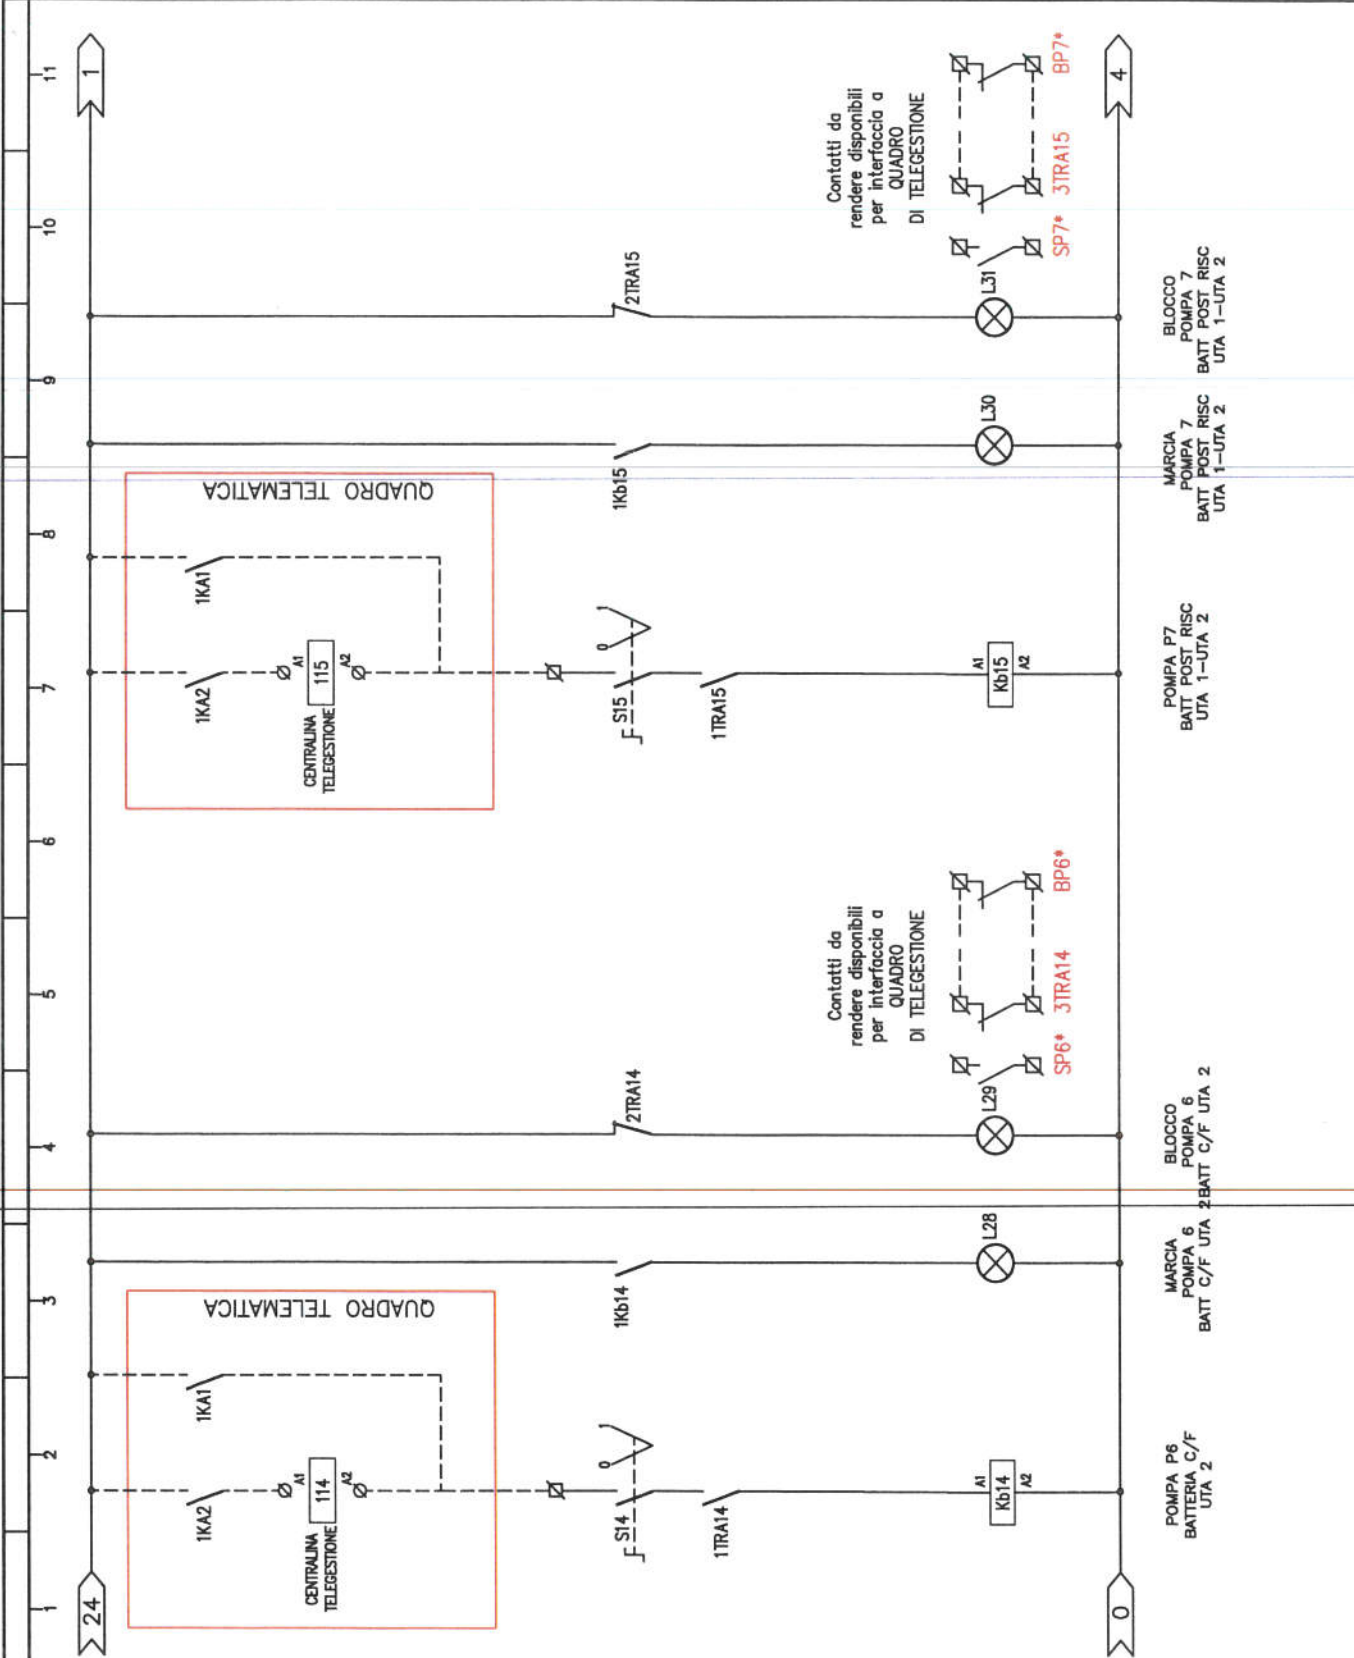 1
2
3
4
5
6
7
8
9
10
11
24
1
QUADRO TELEMATICA
1KA2
1KA1
CENTRALINA
TELEGESTIONE
A1
114
A2
S14
0
1
1TRA14
A1
Kb14
A2
POMPA P6
BATTERIA C/F
UTA 2
1Kb14
L28
MARCIA
POMPA 6
BATT C/F UTA 2
2TRA14
L29
BLOCCO
POMPA 6
BATT C/F UTA 2
Contatti da
rendere disponibili
per interfaccia a
QUADRO
DI TELEGESTIONE
SP6* 3TRA14 BP6*
QUADRO TELEMATICA
1KA2
1KA1
CENTRALINA
TELEGESTIONE
A1
115
A2
S15
0
1
1TRA15
A1
Kb15
A2
POMPA P7
BATT POST RISC
UTA 1-UTA 2
1Kb15
L30
MARCIA
POMPA 7
BATT POST RISC
UTA 1-UTA 2
2TRA15
L31
BLOCCO
POMPA 7
BATT POST RISC
UTA 1-UTA 2
Contatti da
rendere disponibili
per interfaccia a
QUADRO
DI TELEGESTIONE
SP7* 3TRA15 BP7*
0
4